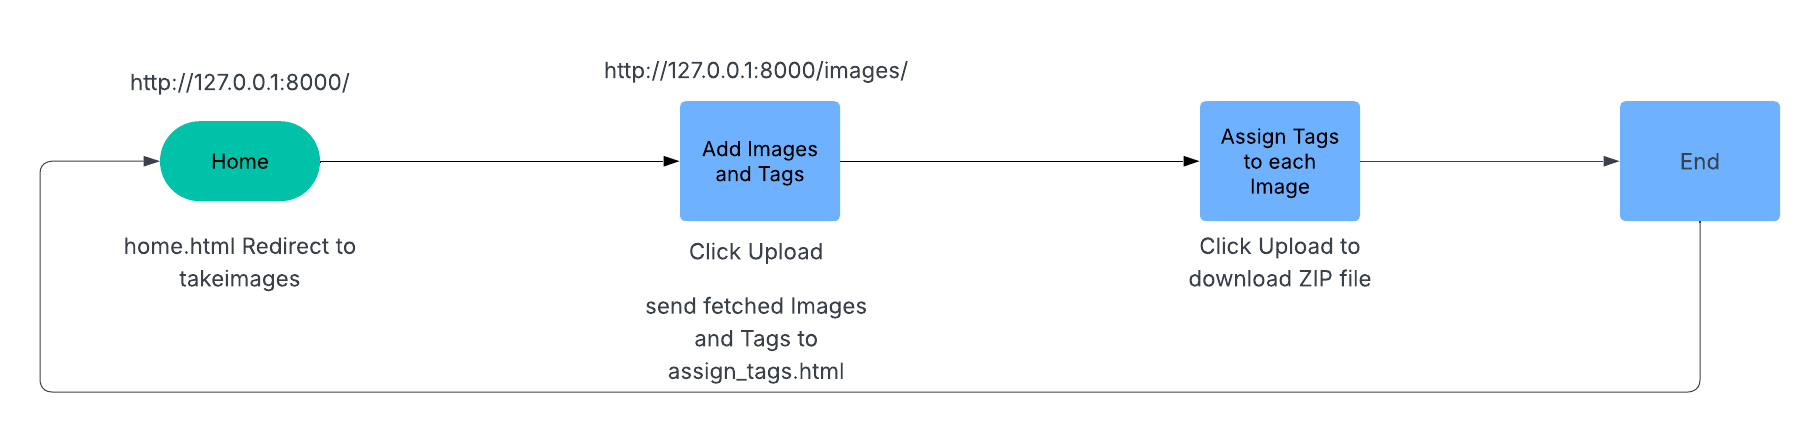 http://127.0.0.1:8000/
Home
home.html Redirect to
takeimages
http://127.0.0.1:8000/images/
Add Images
and Tags
Click Upload
send fetched Images
and Tags to
assign_tags.html
Assign Tags
to each
Image
Click Upload to
download ZIP file
End